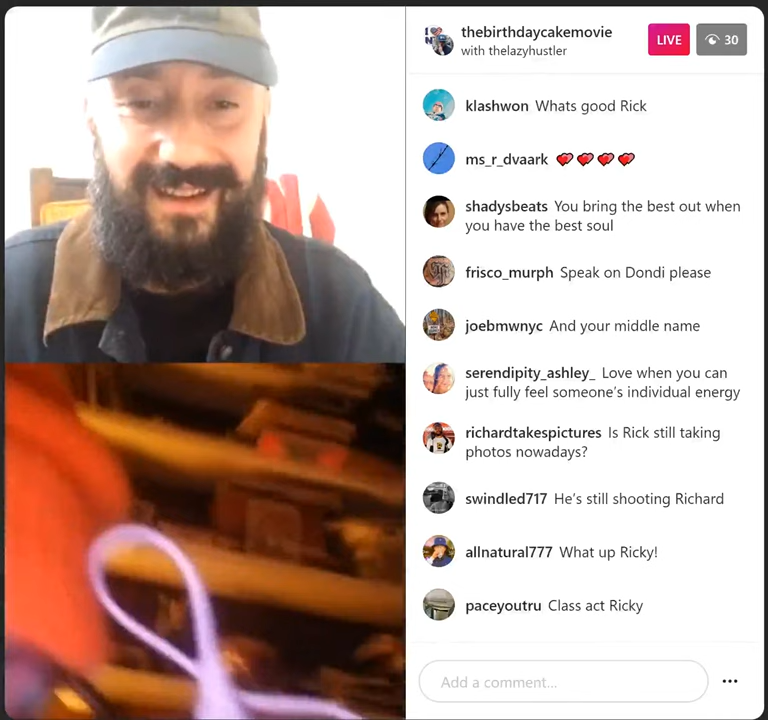 thebirthdaycakemovie
with thelazyhustler
LIVE
30
klashwon Whats good Rick
ms_r_dvaark
shadysbeats You bring the best out when
you have the best soul
frisco_murph Speak on Dondi please
joebmwnyc And your middle name
serendipity_ashley_ Love when you can
just fully feel someone's individual energy
richardtakespictures Is Rick still taking
photos nowadays?
swindled717 He's still shooting Richard
allnatural777 What up Ricky!
paceyoutru Class act Ricky
Add a comment...